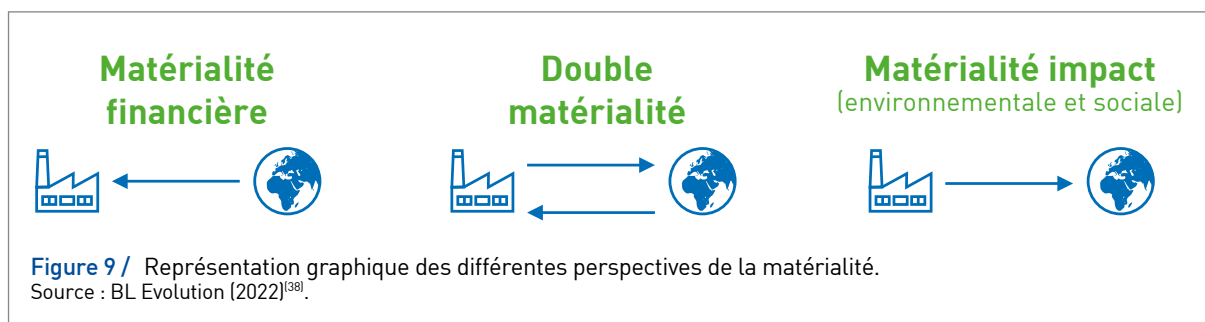 Matérialité
financière
Double
matérialité
Matérialité impact
(environnementale et sociale)
Figure 9 / Représentation graphique des différentes perspectives de la matérialité.
Source : BL Evolution (2022)(38).